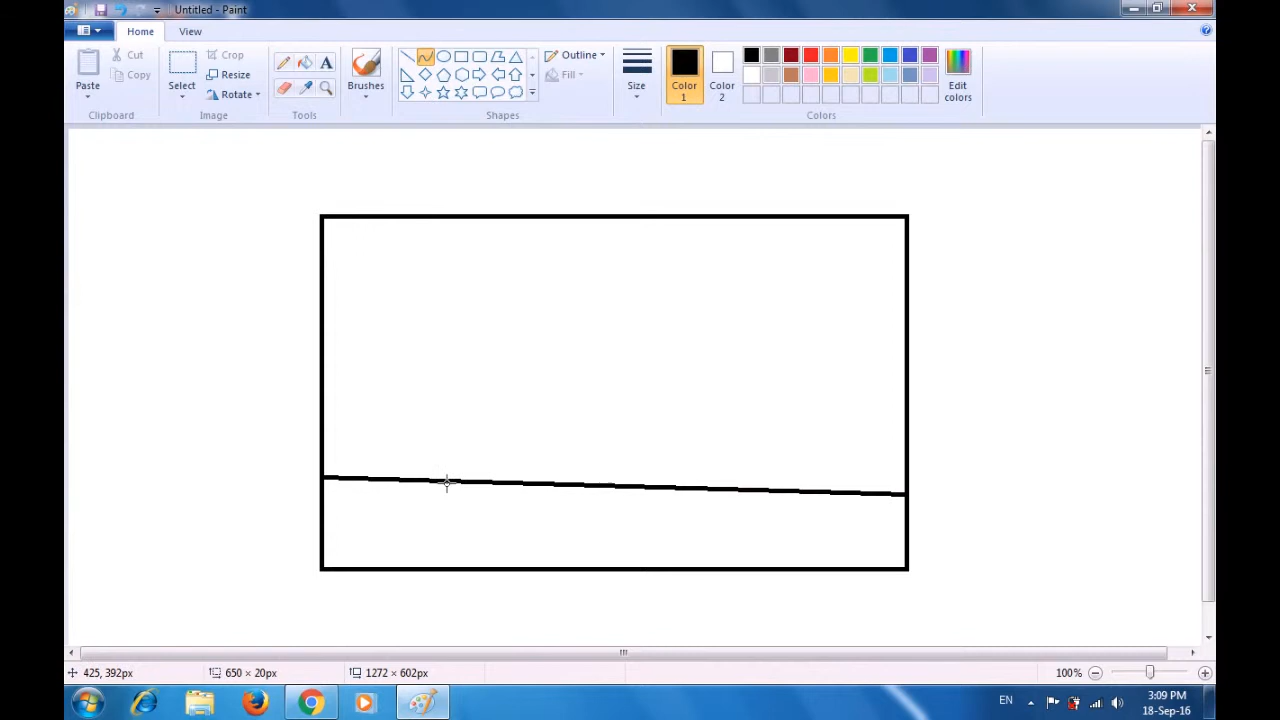 Untitled - Paint
Home View
Paste
Cut
Copy
Clipboard
Select
Crop
Resize
Rotate
Image
A
Tools
Brushes
Shapes
Outline
Fill
Size
Color 1
Color 2
Edit colors
Colors
425, 392px 650 × 20px 1272 × 602px 100%
EN 3:09 PM
18-Sep-16